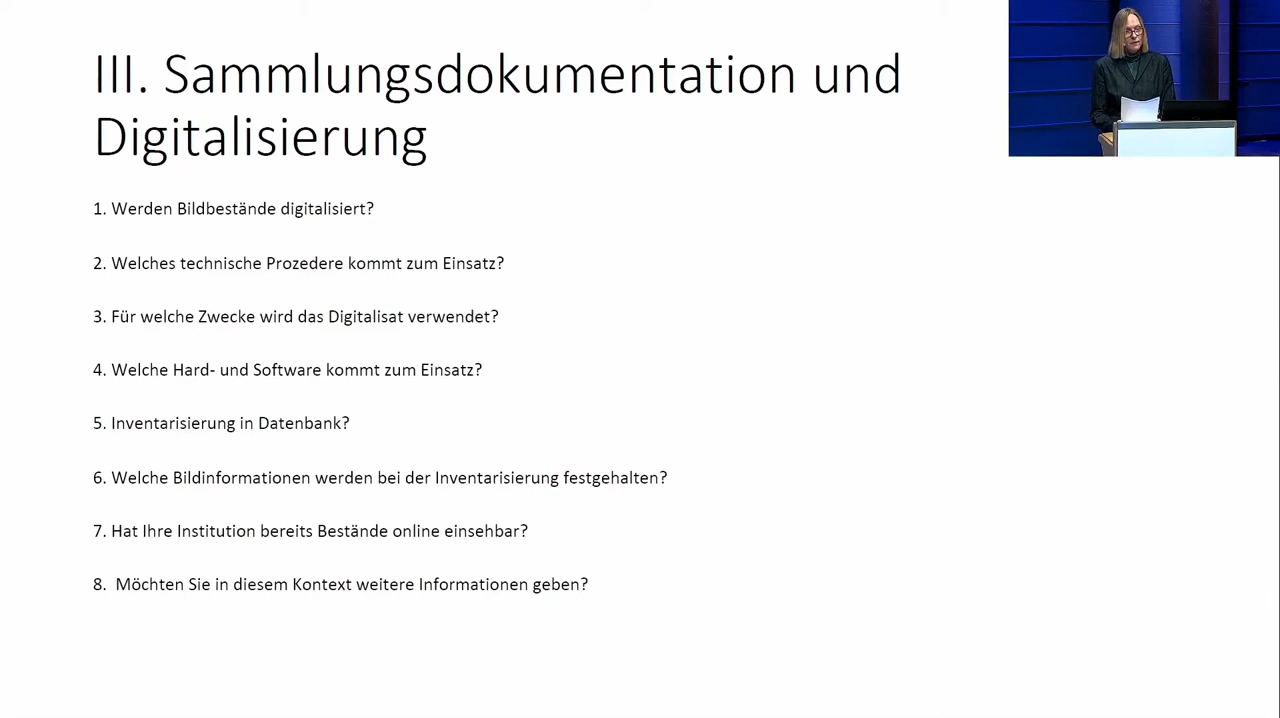 III. Sammlungsdokumentation und
Digitalisierung
1. Werden Bildbestände digitalisiert?
2. Welches technische Prozedere kommt zum Einsatz?
3. Für welche Zwecke wird das Digitalisat verwendet?
4. Welche Hard- und Software kommt zum Einsatz?
5. Inventarisierung in Datenbank?
6. Welche Bildinformationen werden bei der Inventarisierung festgehalten?
7. Hat Ihre Institution bereits Bestände online einsehbar?
8. Möchten Sie in diesem Kontext weitere Informationen geben?